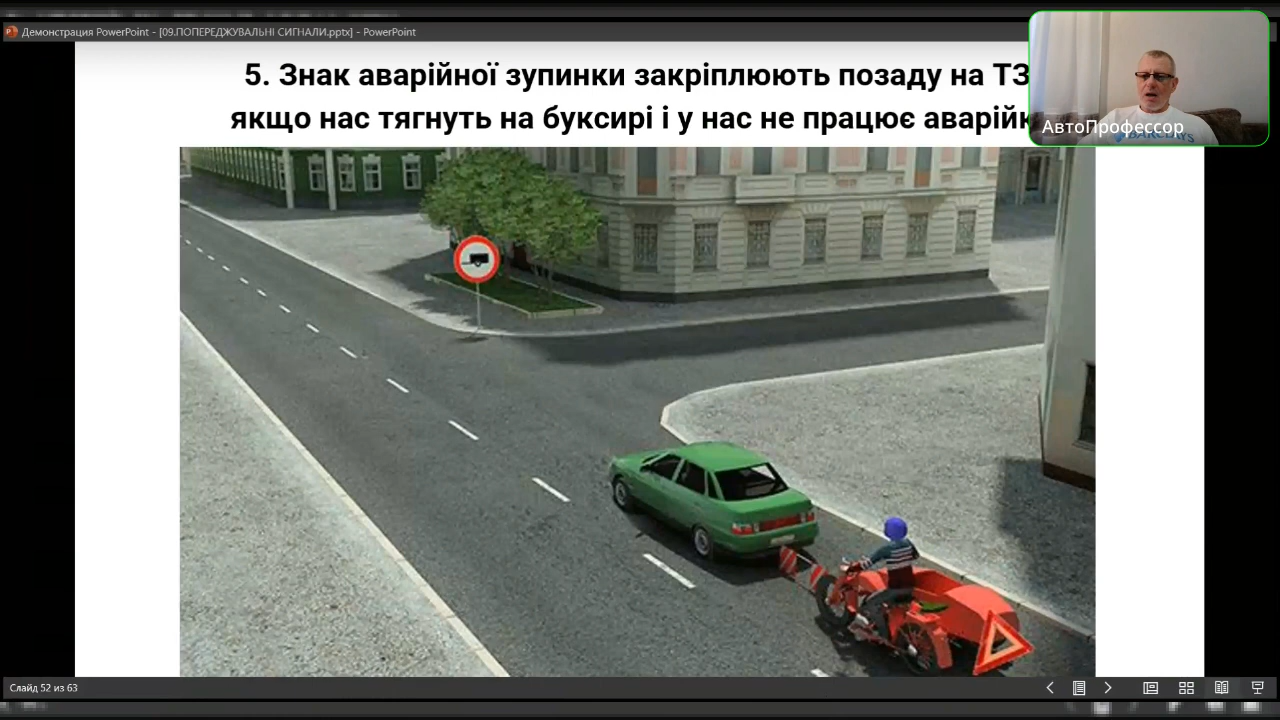 Демонстрация PowerPoint - [09.ПОПЕРЕДЖУВАЛЬНІ СИГНАЛИ.pptx] - PowerPoint
5. Знак аварійної зупинки закріплюють позаду на ТЗ
якщо нас тягнуть на буксирі і у нас не працює аварійк
АвтоПрофессор
BARCLAYS
Слайд 52 из 63